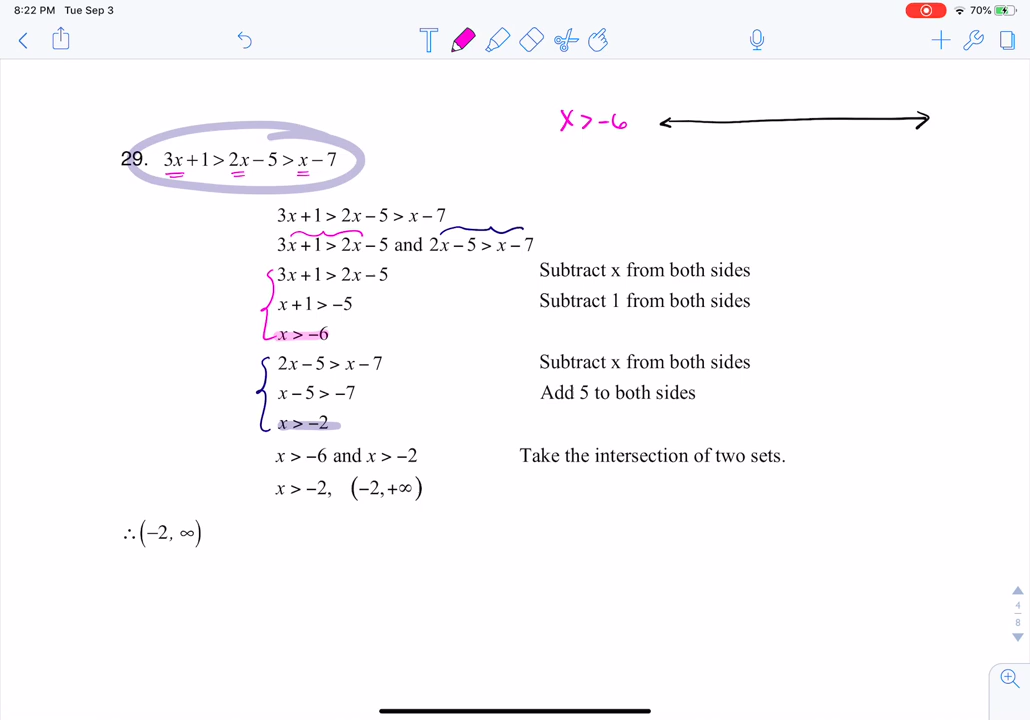 8:22 PM Tue Sep 3 70%
x > -6
29. 3x + 1 > 2x − 5 > x − 7
3x + 1 > 2x − 5 > x − 7
3x + 1 > 2x − 5 and 2x − 5 > x − 7
3x + 1 > 2x − 5 Subtract x from both sides
x + 1 > −5 Subtract 1 from both sides
x > −6
2x − 5 > x − 7 Subtract x from both sides
x − 5 > −7 Add 5 to both sides
x > −2
x > −6 and x > −2 Take the intersection of two sets.
x > −2, (−2, +∞)
∴ (−2, ∞)
4
8